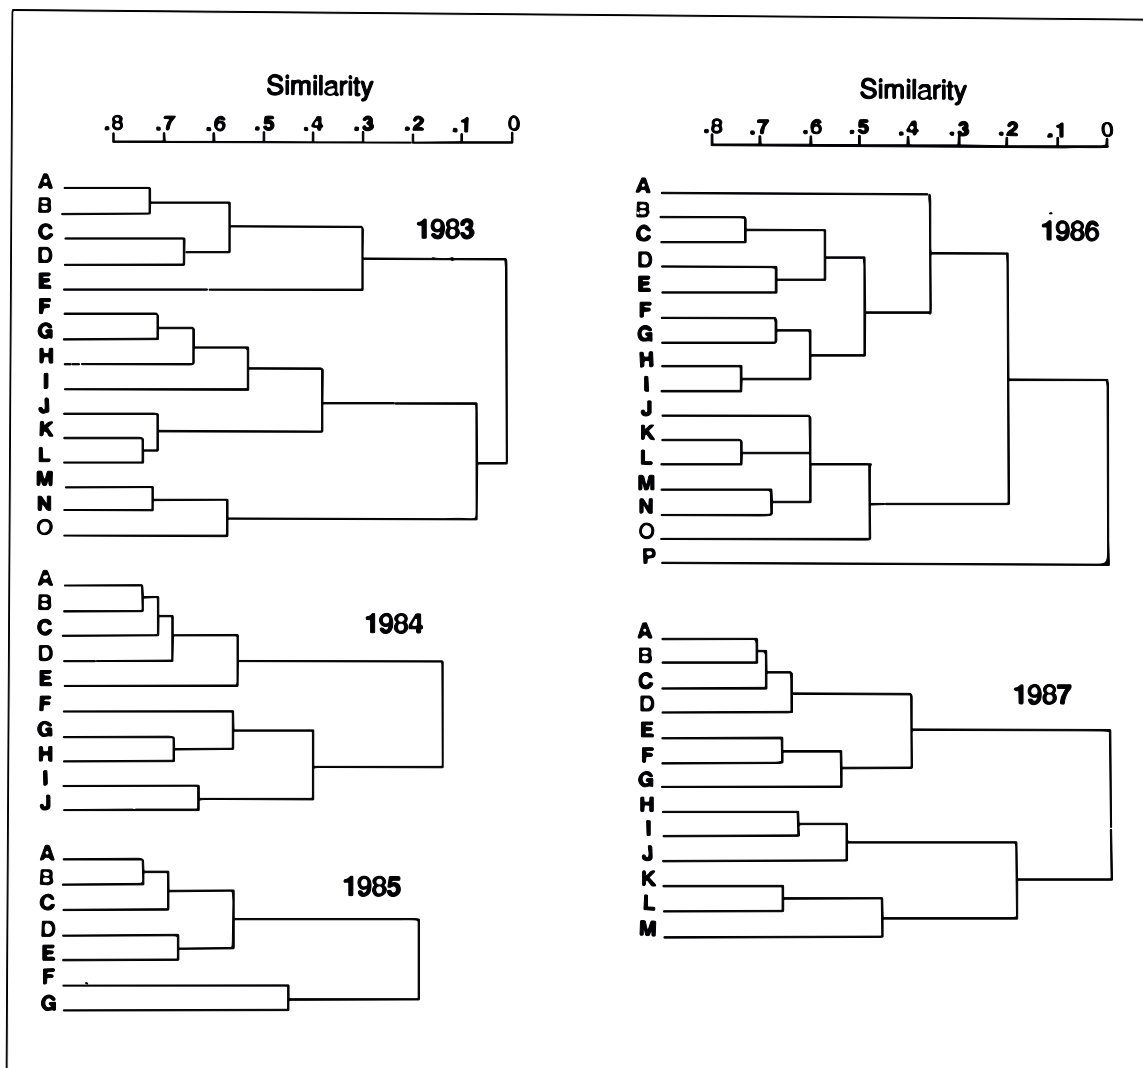 Similarity
.8 .7 .6 .5 .4 .3 .2 .1 0
A
B
C
D
E
F
G
H
I
J
K
L
M
N
O
1983
A
B
C
D
E
F
G
H
I
J
1984
A
B
C
D
E
F
G
1985
Similarity
.8 .7 .6 .5 .4 .3 .2 .1 0
A
B
C
D
E
F
G
H
I
J
K
L
M
N
O
P
1986
A
B
C
D
E
F
G
H
I
J
K
L
M
1987